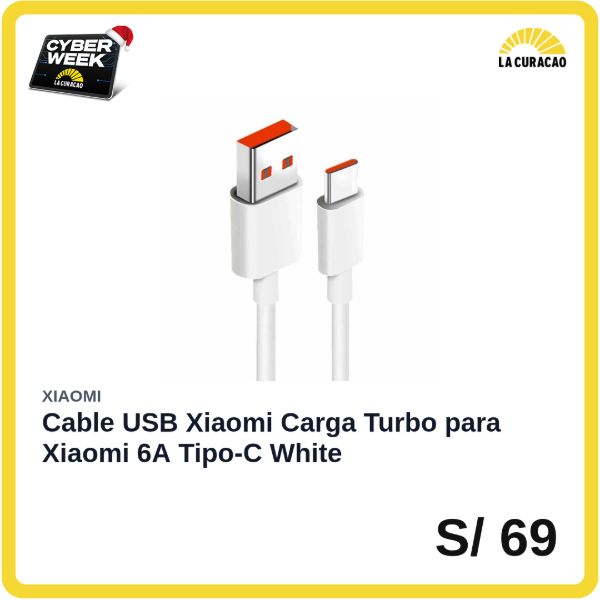 CYBER
WEEK
LA CURACAO
LA CURACAO
XIAOMI
Cable USB Xiaomi Carga Turbo para
Xiaomi 6A Tipo-C White
S/ 69